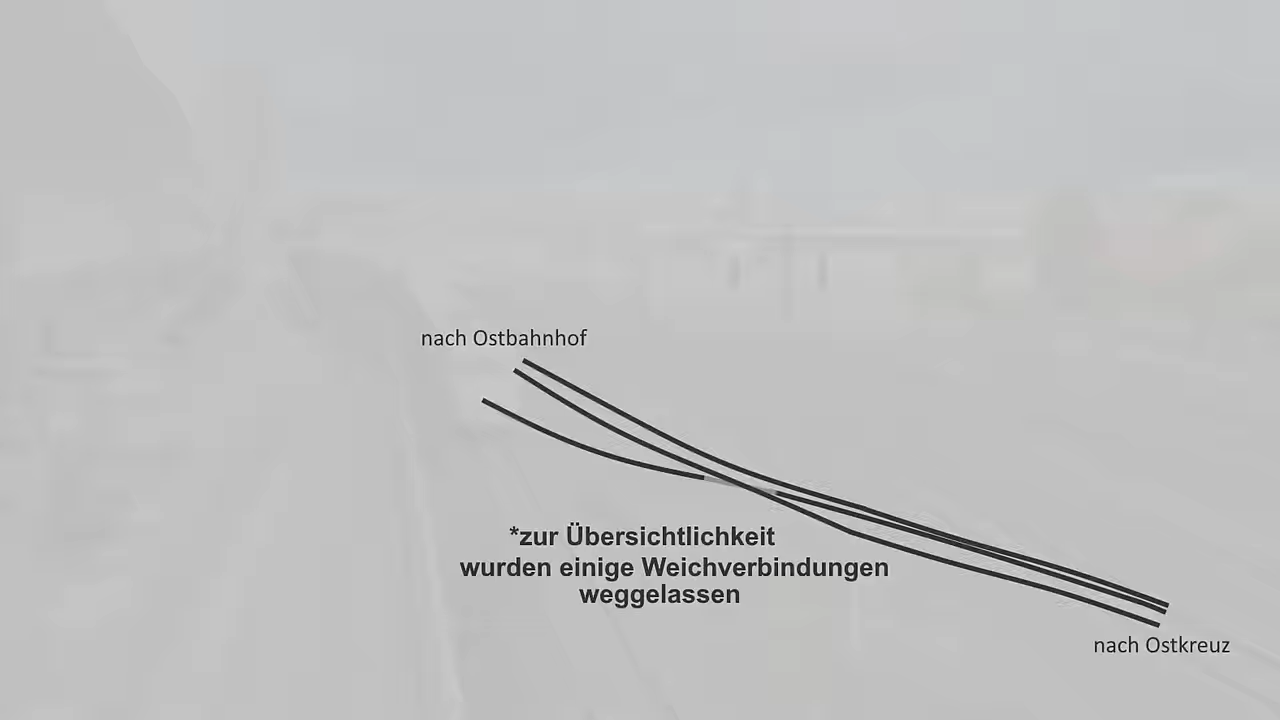 nach Ostbahnhof
*zur Übersichtlichkeit
wurden einige Weichverbindungen
weggelassen
nach Ostkreuz